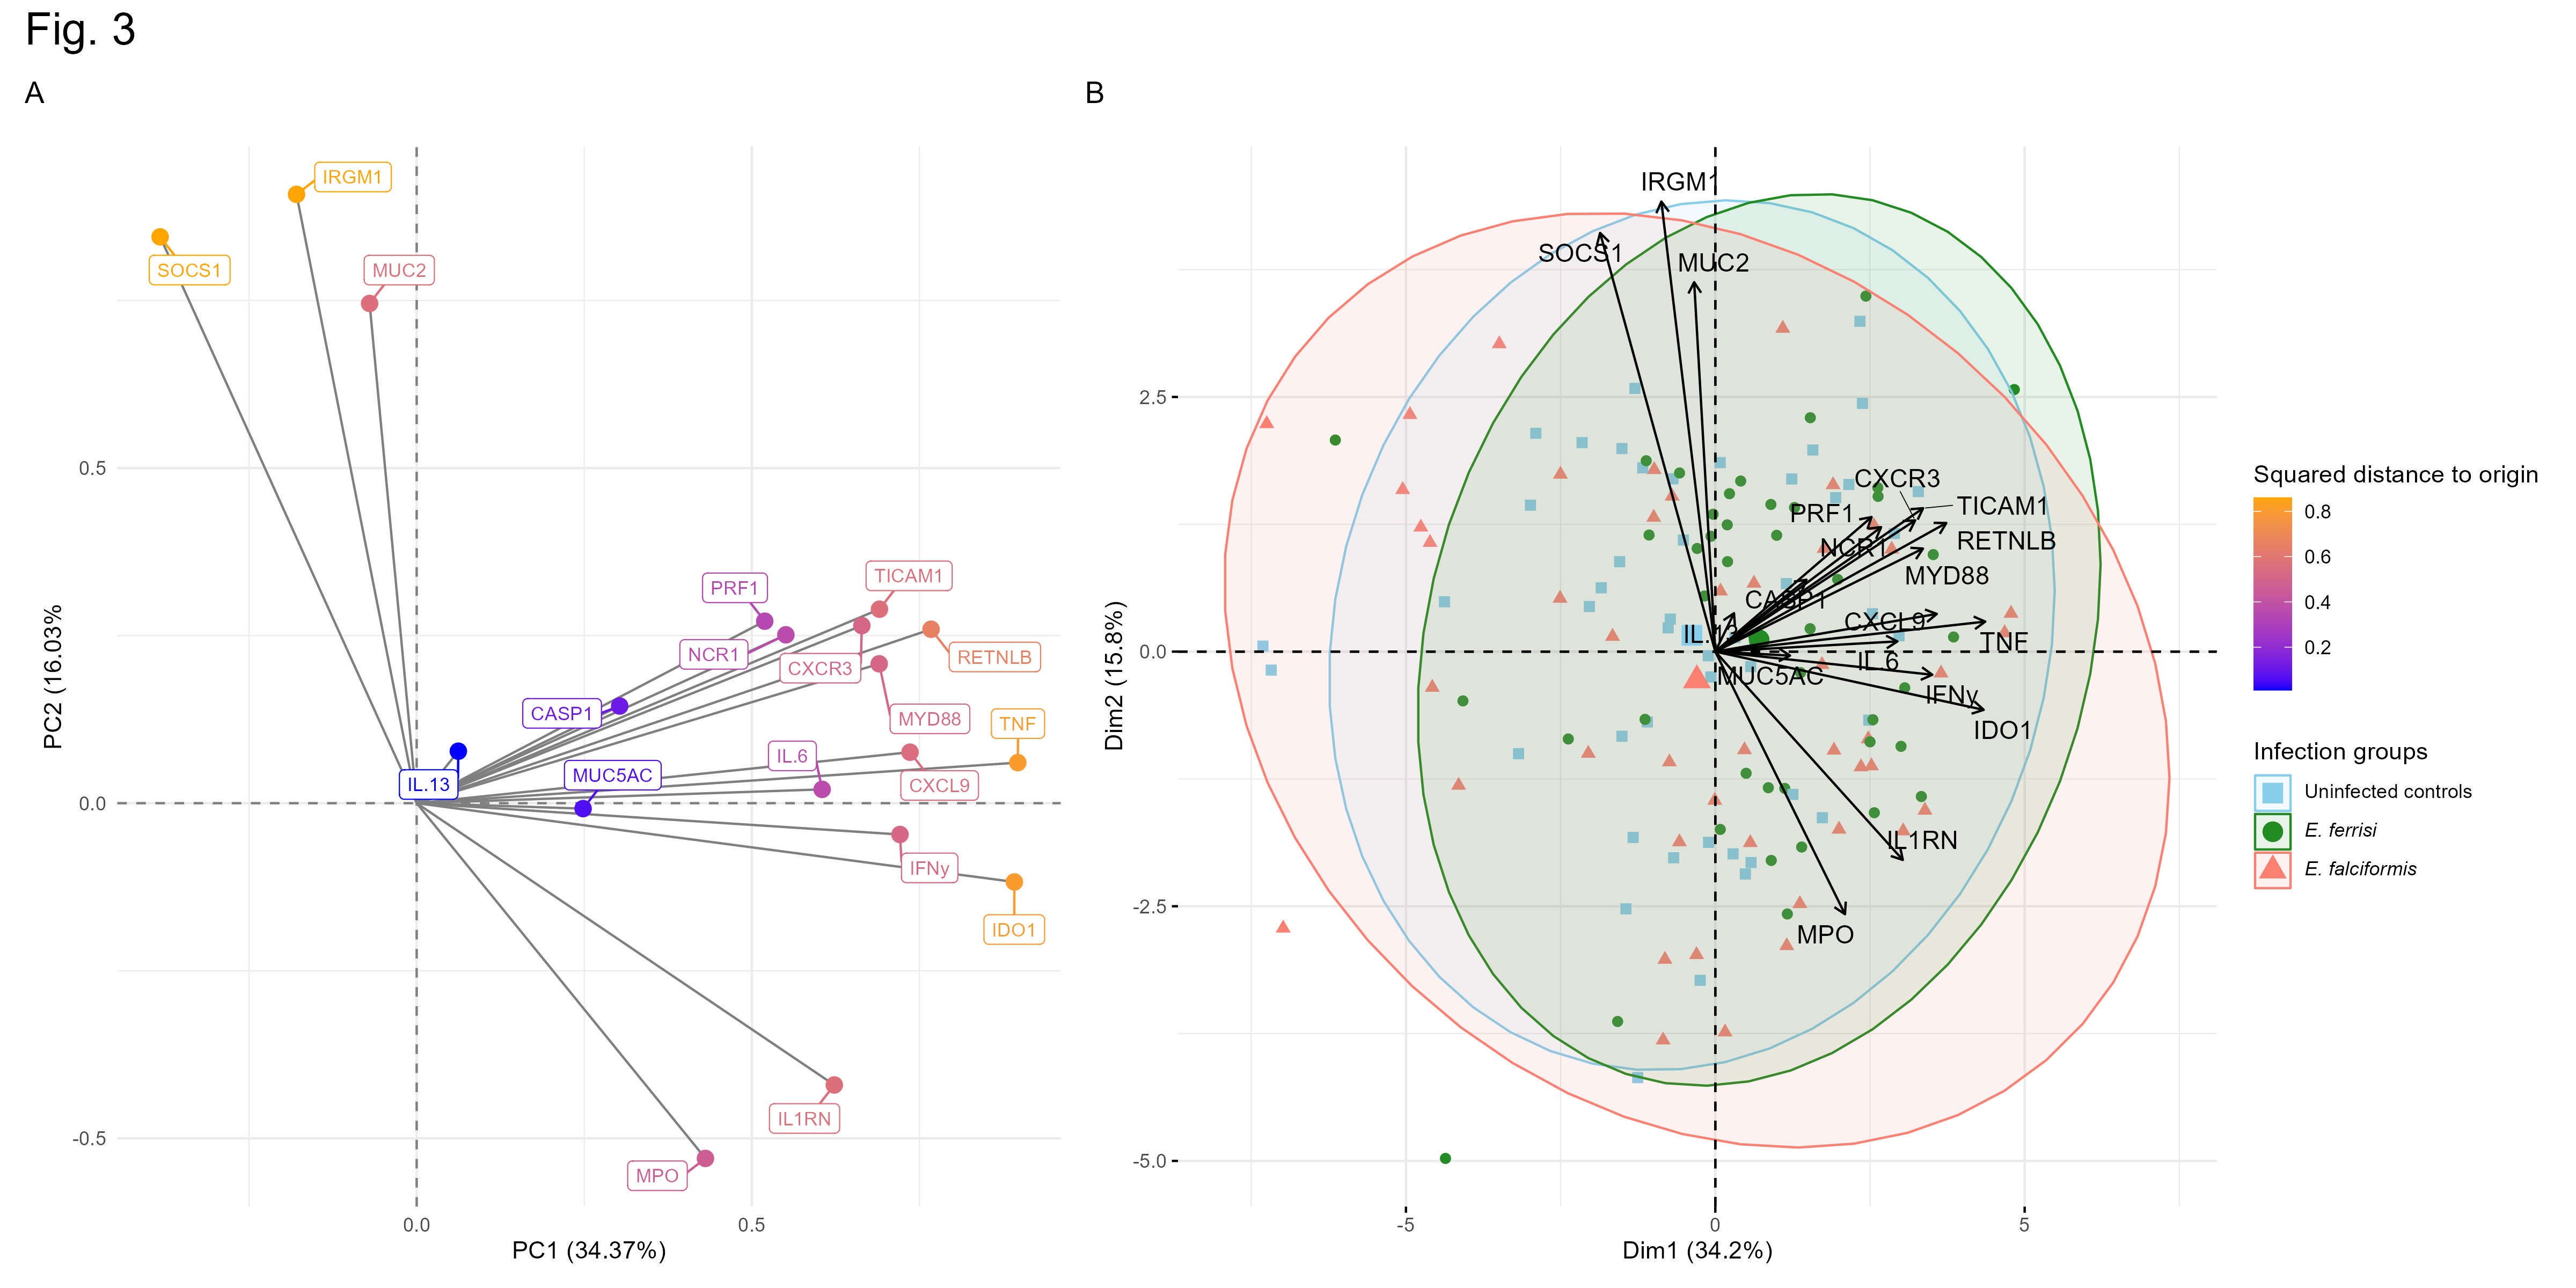 Fig. 3
A
IRGM1
SOCS1
MUC2
TICAM1
PRF1
NCR1
CXCR3
RETNLB
CASP1
MYD88
TNF
IL.6
MUC5AC
IL.13
CXCL9
IFNy
IDO1
IL1RN
MPO
0.5
0.0
-0.5
PC2 (16.03%)
0.0
0.5
PC1 (34.37%)
B
IRGM1
SOCS1
MUC2
CXCR3
TICAM1
PRF1
RETNLB
NCR1
MYD88
CASP1
CXCL9
IL.13
TNF
IL.6
MUC5AC
IFNy
IDO1
IL1RN
MPO
2.5
0.0
-2.5
-5.0
Dim2 (15.8%)
-5
0
5
Dim1 (34.2%)
Squared distance to origin
0.8
0.6
0.4
0.2
Infection groups
Uninfected controls
E. ferrisi
E. falciformis